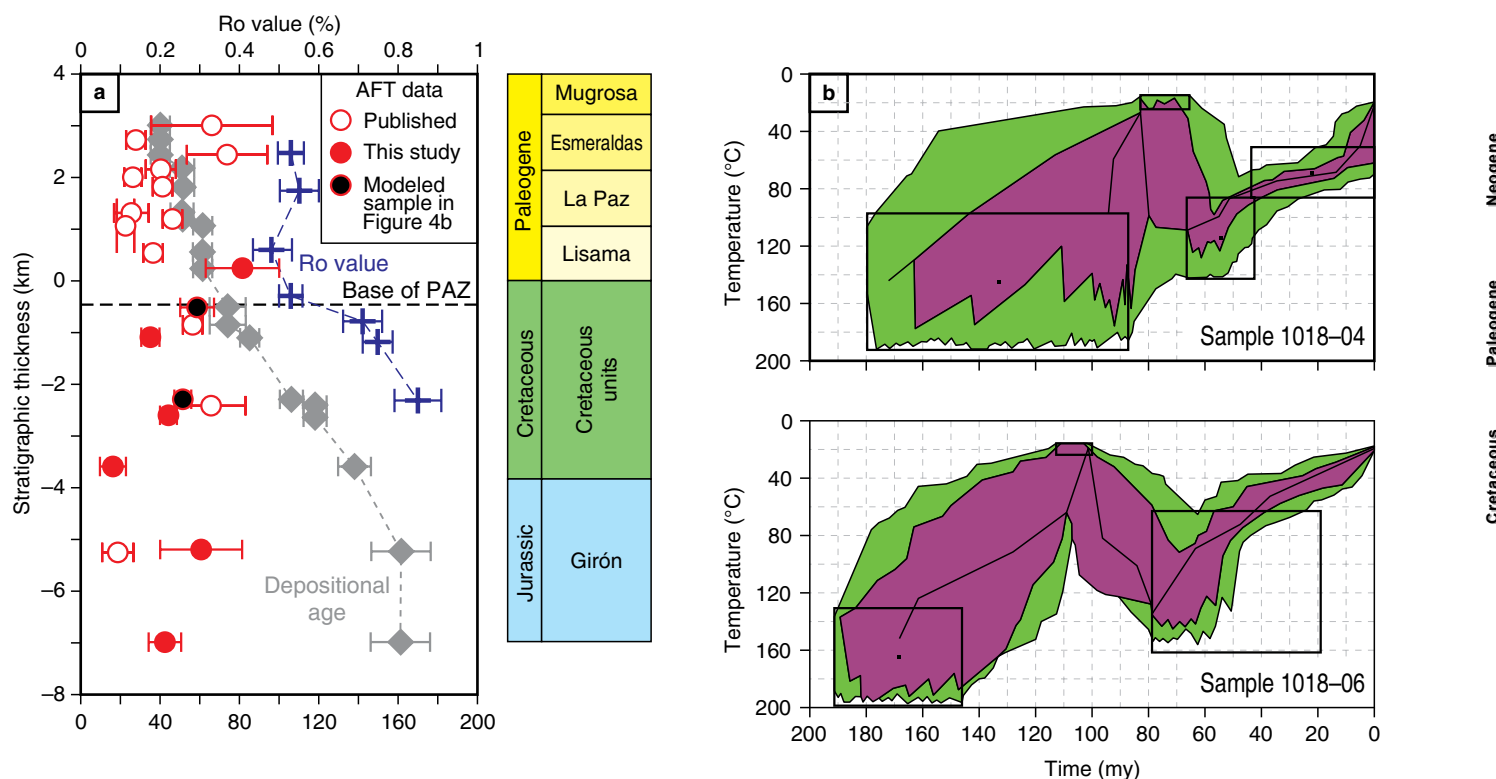 Ro value (%)
0 0.2 0.4 0.6 0.8 1
a
AFT data
Published
This study
Modeled
sample in
Figure 4b
Ro value
Base of PAZ
Depositional
age
Stratigraphic thickness (km)
4
2
0
–2
–4
–6
–8
0 40 80 120 160 200
Paleogene
Mugrosa
Esmeraldas
La Paz
Lisama
Cretaceous
Cretaceous
units
Jurassic
Girón
b
Temperature (°C)
0
40
80
120
160
200
Sample 1018–04
Temperature (°C)
0
40
80
120
160
200
Sample 1018–06
200 180 160 140 120 100 80 60 40 20 0
Time (my)
Neogene
Paleogene
Cretaceous